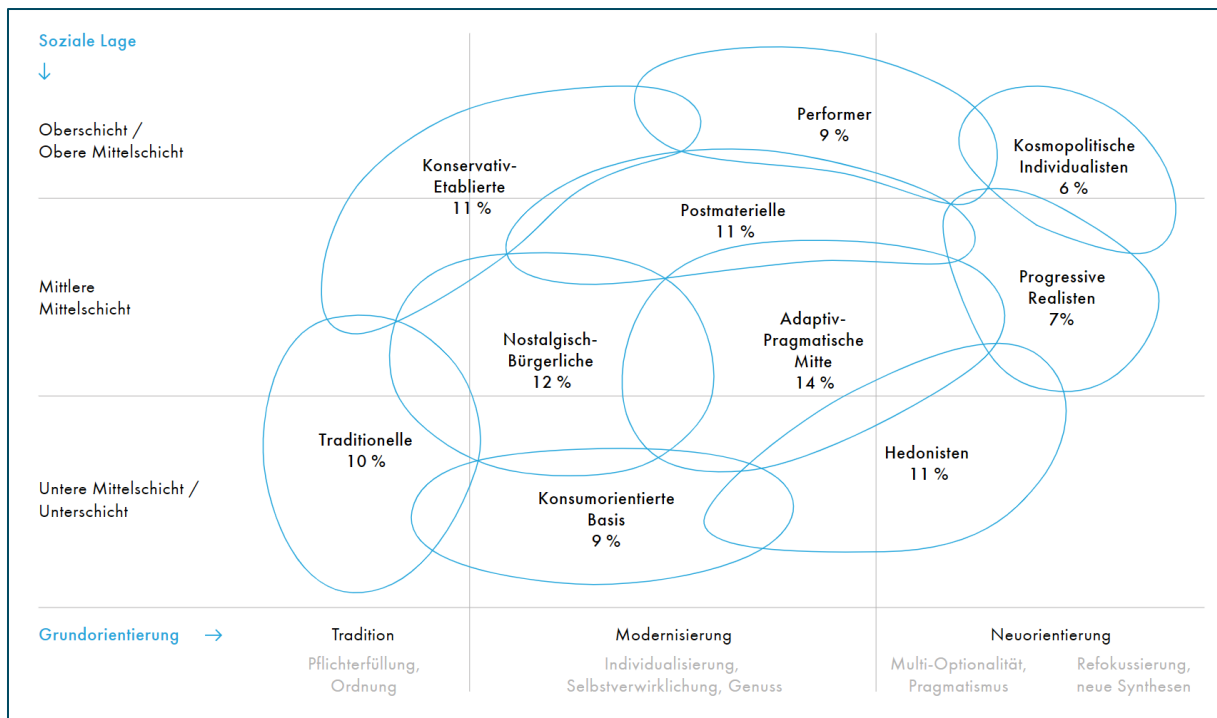 Soziale Lage
↓
Oberschicht /
Obere Mittelschicht
Mittlere
Mittelschicht
Untere Mittelschicht /
Unterschicht
Konservativ-
Etablierte
11 %
Performer
9 %
Kosmopolitische
Individualisten
6 %
Postmaterielle
11 %
Progressive
Realisten
7%
Nostalgisch-
Bürgerliche
12 %
Adaptiv-
Pragmatische
Mitte
14 %
Traditionelle
10 %
Konsumorientierte
Basis
9 %
Hedonisten
11 %
Grundorientierung →
Tradition
Pflichterfüllung,
Ordnung
Modernisierung
Individualisierung,
Selbstverwirklichung, Genuss
Neuorientierung
Multi-Optionalität,
Pragmatismus
Refokussierung,
neue Synthesen